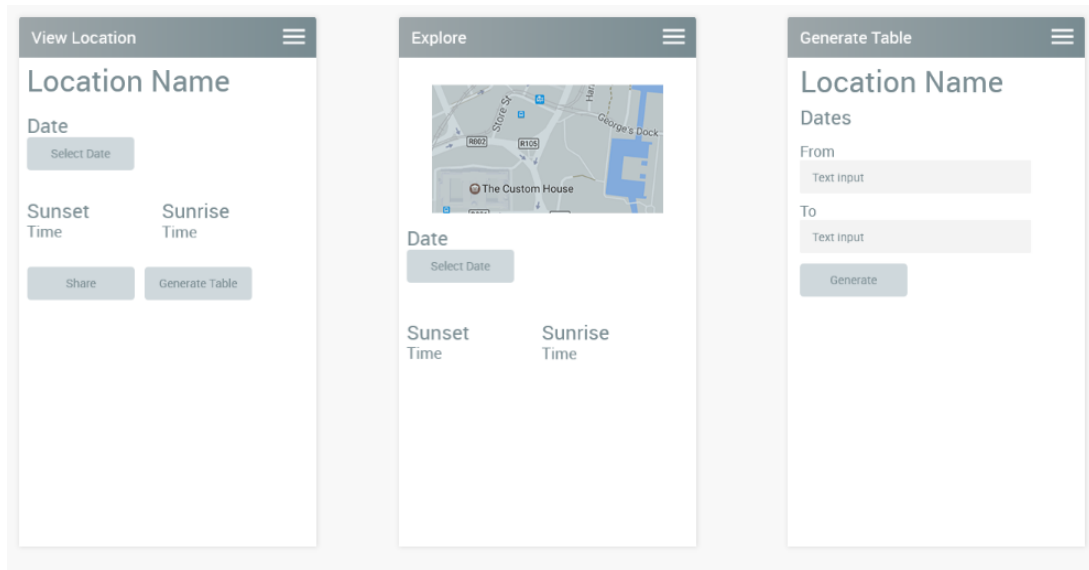 View Location
Location Name
Date
Select Date
Sunset Sunrise
Time Time
Share Generate Table
Explore
Store St
George's Dock
R802 R105
The Custom House
Date
Select Date
Sunset Sunrise
Time Time
Generate Table
Location Name
Dates
From
Text input
To
Text input
Generate